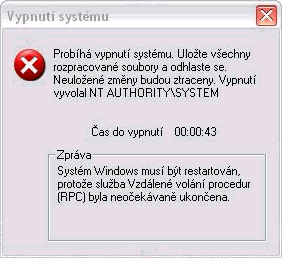 Vypnutí systému
Probíhá vypnutí systému. Uložte všechny
rozpracované soubory a odhlaste se.
Neuložené změny budou ztraceny. Vypnutí
vyvolal NT AUTHORITY\SYSTEM
Čas do vypnutí 00:00:43
Zpráva
Systém Windows musí být restartován,
protože služba Vzdálené volání procedur
(RPC) byla neočekávaně ukončena.